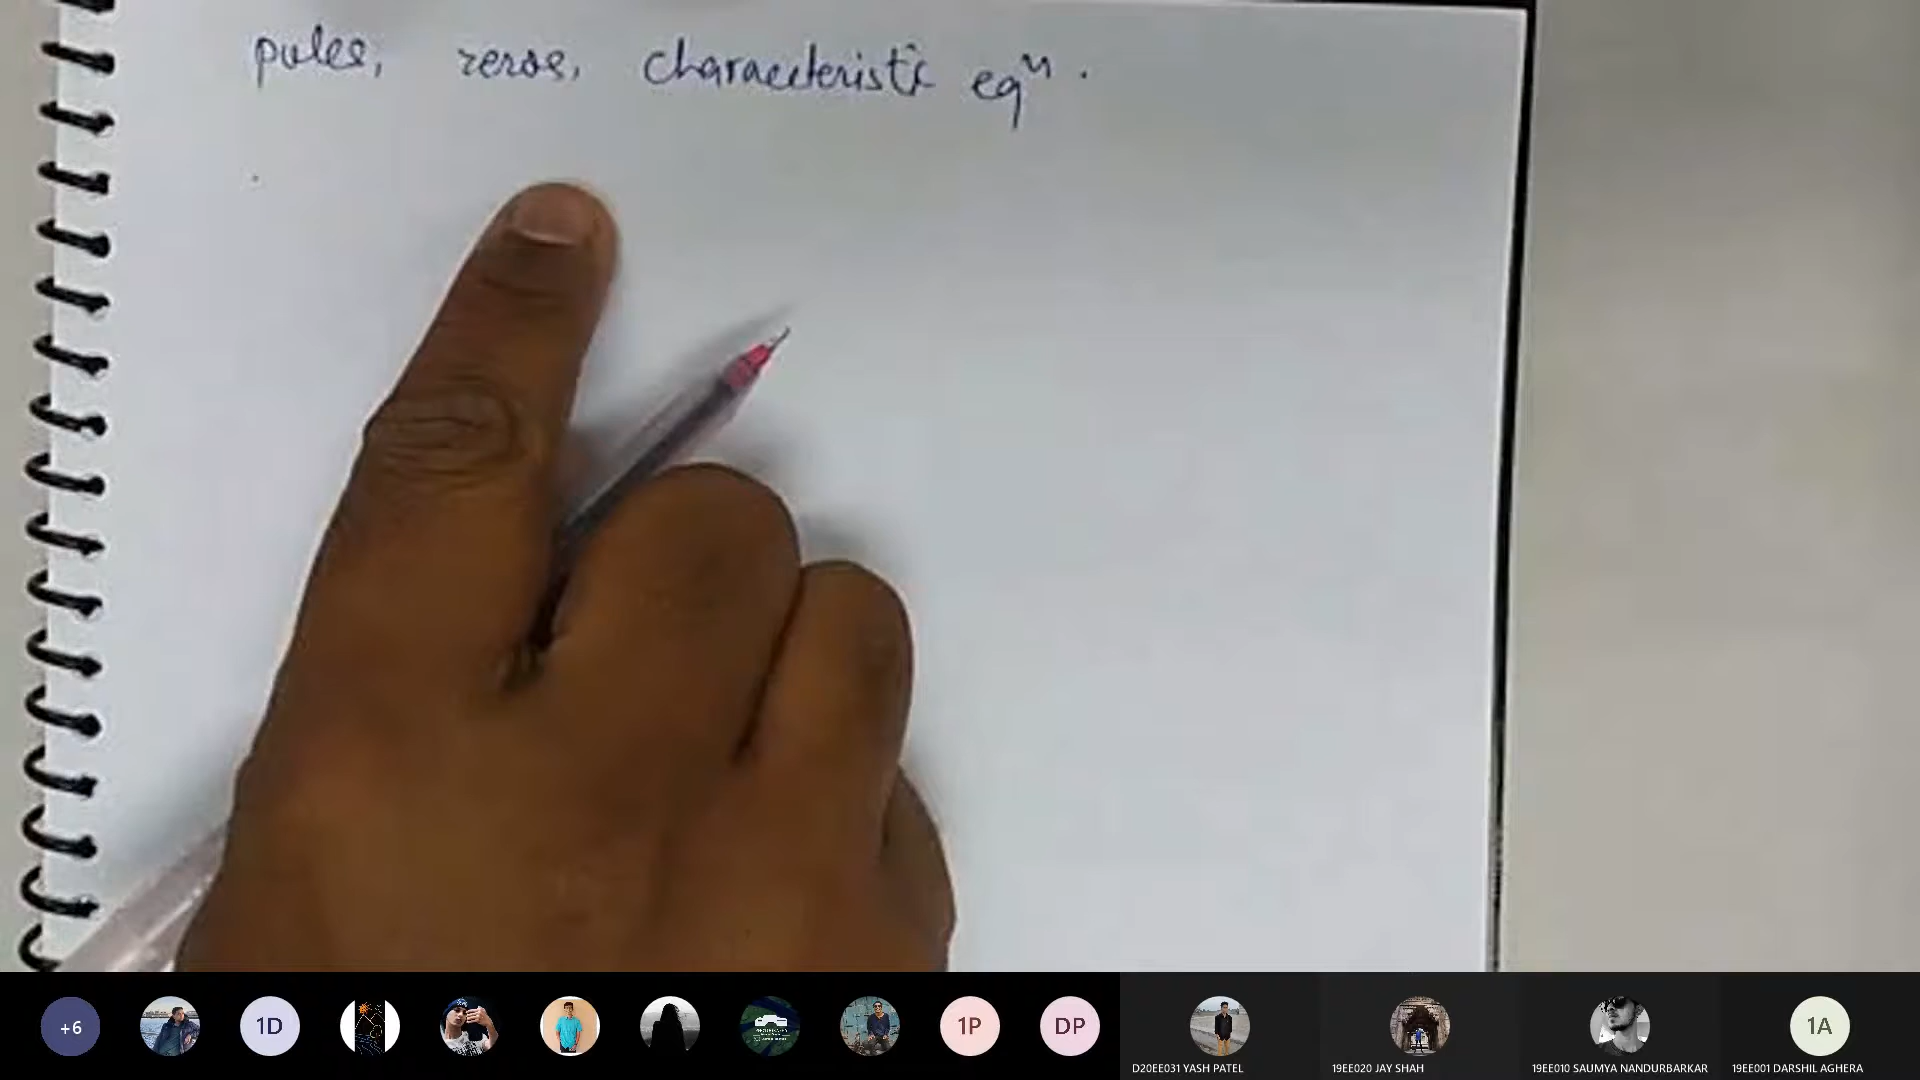 poles, zeros, characteristic eqⁿ.
+6
1D
1P
DP
1A
D20EE031 YASH PATEL
19EE020 JAY SHAH
19EE010 SAUMYA NANDURBARKAR
19EE001 DARSHIL AGHERA